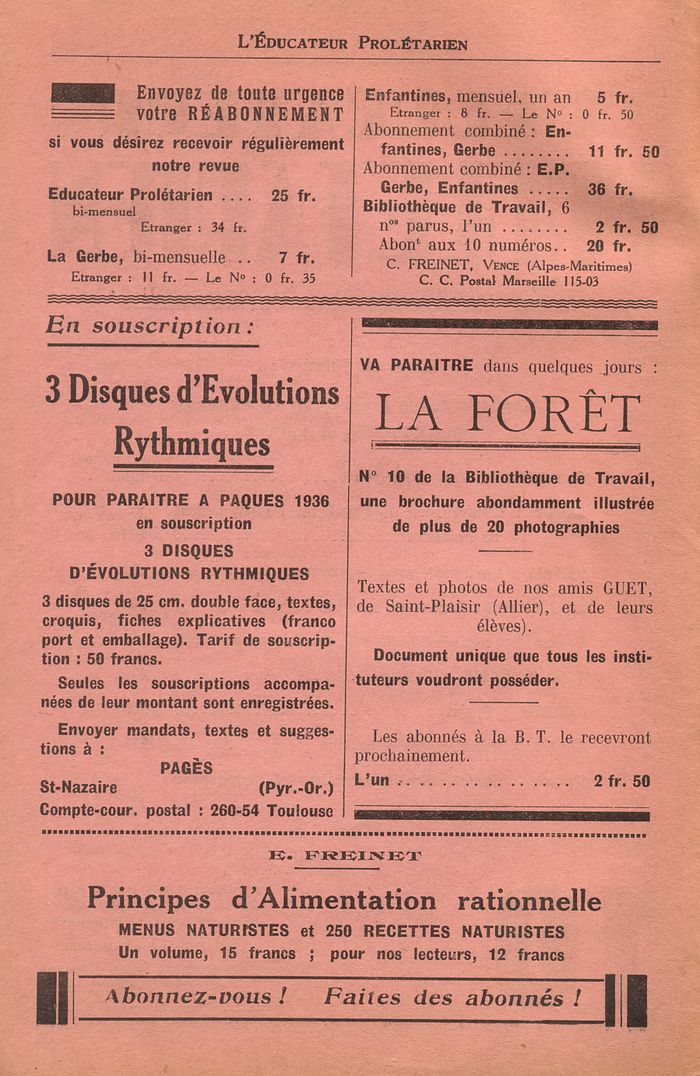 L'ÉDUCATEUR PROLÉTARIEN
Envoyez de toute urgence
votre RÉABONNEMENT
si vous désirez recevoir régulièrement
notre revue
Educateur Prolétarien .... 25 fr.
bi-mensuel
Etranger : 34 fr.
La Gerbe, bi-mensuelle .. 7 fr.
Etranger : 11 fr. — Le Nº : 0 fr. 35
Enfantines, mensuel, un an 5 fr.
Etranger : 8 fr. — Le Nº : 0 fr. 50
Abonnement combiné : En-
fantines, Gerbe ........ 11 fr. 50
Abonnement combiné : E.P.
Gerbe, Enfantines ..... 36 fr.
Bibliothèque de Travail, 6
nos parus, l'un ........ 2 fr. 50
Abont aux 10 numéros.. 20 fr.
C. FREINET, VENCE (Alpes-Maritimes)
C. C. Postal Marseille 115-03
En souscription :
3 Disques d'Evolutions
Rythmiques
POUR PARAITRE A PAQUES 1936
en souscription
3 DISQUES
D'ÉVOLUTIONS RYTHMIQUES
3 disques de 25 cm. double face, textes,
croquis, fiches explicatives (franco
port et emballage). Tarif de souscrip-
tion : 50 francs.
Seules les souscriptions accompa-
nées de leur montant sont enregistrées.
Envoyer mandats, textes et sugges-
tions à :
PAGÈS
St-Nazaire (Pyr.-Or.)
Compte-cour. postal : 260-54 Toulouse
VA PARAITRE dans quelques jours :
LA FORÊT
N° 10 de la Bibliothèque de Travail,
une brochure abondamment illustrée
de plus de 20 photographies
Textes et photos de nos amis GUET,
de Saint-Plaisir (Allier), et de leurs
élèves).
Document unique que tous les insti-
tuteurs voudront posséder.
Les abonnés à la B. T. le recevront
prochainement.
L'un .. . . . . . . . . . . . . . . 2 fr. 50
E. FREINET
Principes d'Alimentation rationnelle
MENUS NATURISTES et 250 RECETTES NATURISTES
Un volume, 15 francs ; pour nos lecteurs, 12 francs
Abonnez-vous ! Faites des abonnés !